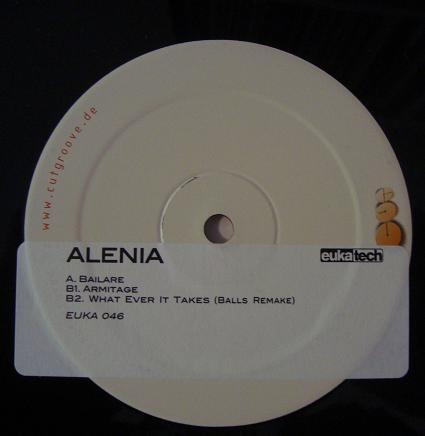 www.cutgroove.de
ALENIA
eukatech
A. BAILARE
B1. ARMITAGE
B2. WHAT EVER IT TAKES (BALLS REMAKE)
EUKA 046